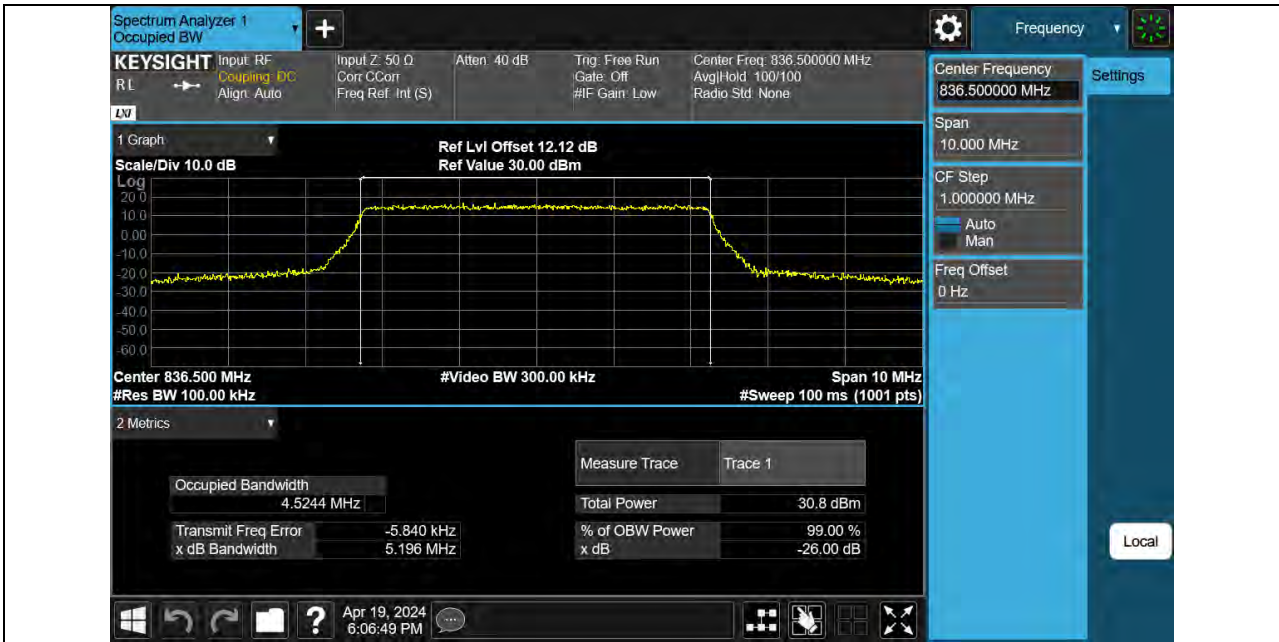 Spectrum Analyzer 1
Occupied BW
+
Frequency
KEYSIGHT
RL
LXI
Input: RF
Coupling: DC
Align: Auto
Input Z: 50 Ω
Corr CCorr
Freq Ref: Int (S)
Atten: 40 dB
Trig: Free Run
Gate: Off
#IF Gain: Low
Center Freq: 836.500000 MHz
Avg|Hold: 100/100
Radio Std: None
1 Graph
Scale/Div 10.0 dB
Ref Lvl Offset 12.12 dB
Ref Value 30.00 dBm
Log
20.0
10.0
0.00
-10.0
-20.0
-30.0
-40.0
-50.0
-60.0
Center 836.500 MHz
#Video BW 300.00 kHz
Span 10 MHz
#Res BW 100.00 kHz
#Sweep 100 ms (1001 pts)
2 Metrics
Measure Trace Trace 1
Occupied Bandwidth
4.5244 MHz
Total Power 30.8 dBm
Transmit Freq Error -5.840 kHz
% of OBW Power 99.00 %
x dB Bandwidth 5.196 MHz
x dB -26.00 dB
Center Frequency
836.500000 MHz
Settings
Span
10.000 MHz
CF Step
1.000000 MHz
Auto
Man
Freq Offset
0 Hz
Local
?
Apr 19, 2024
6:06:49 PM